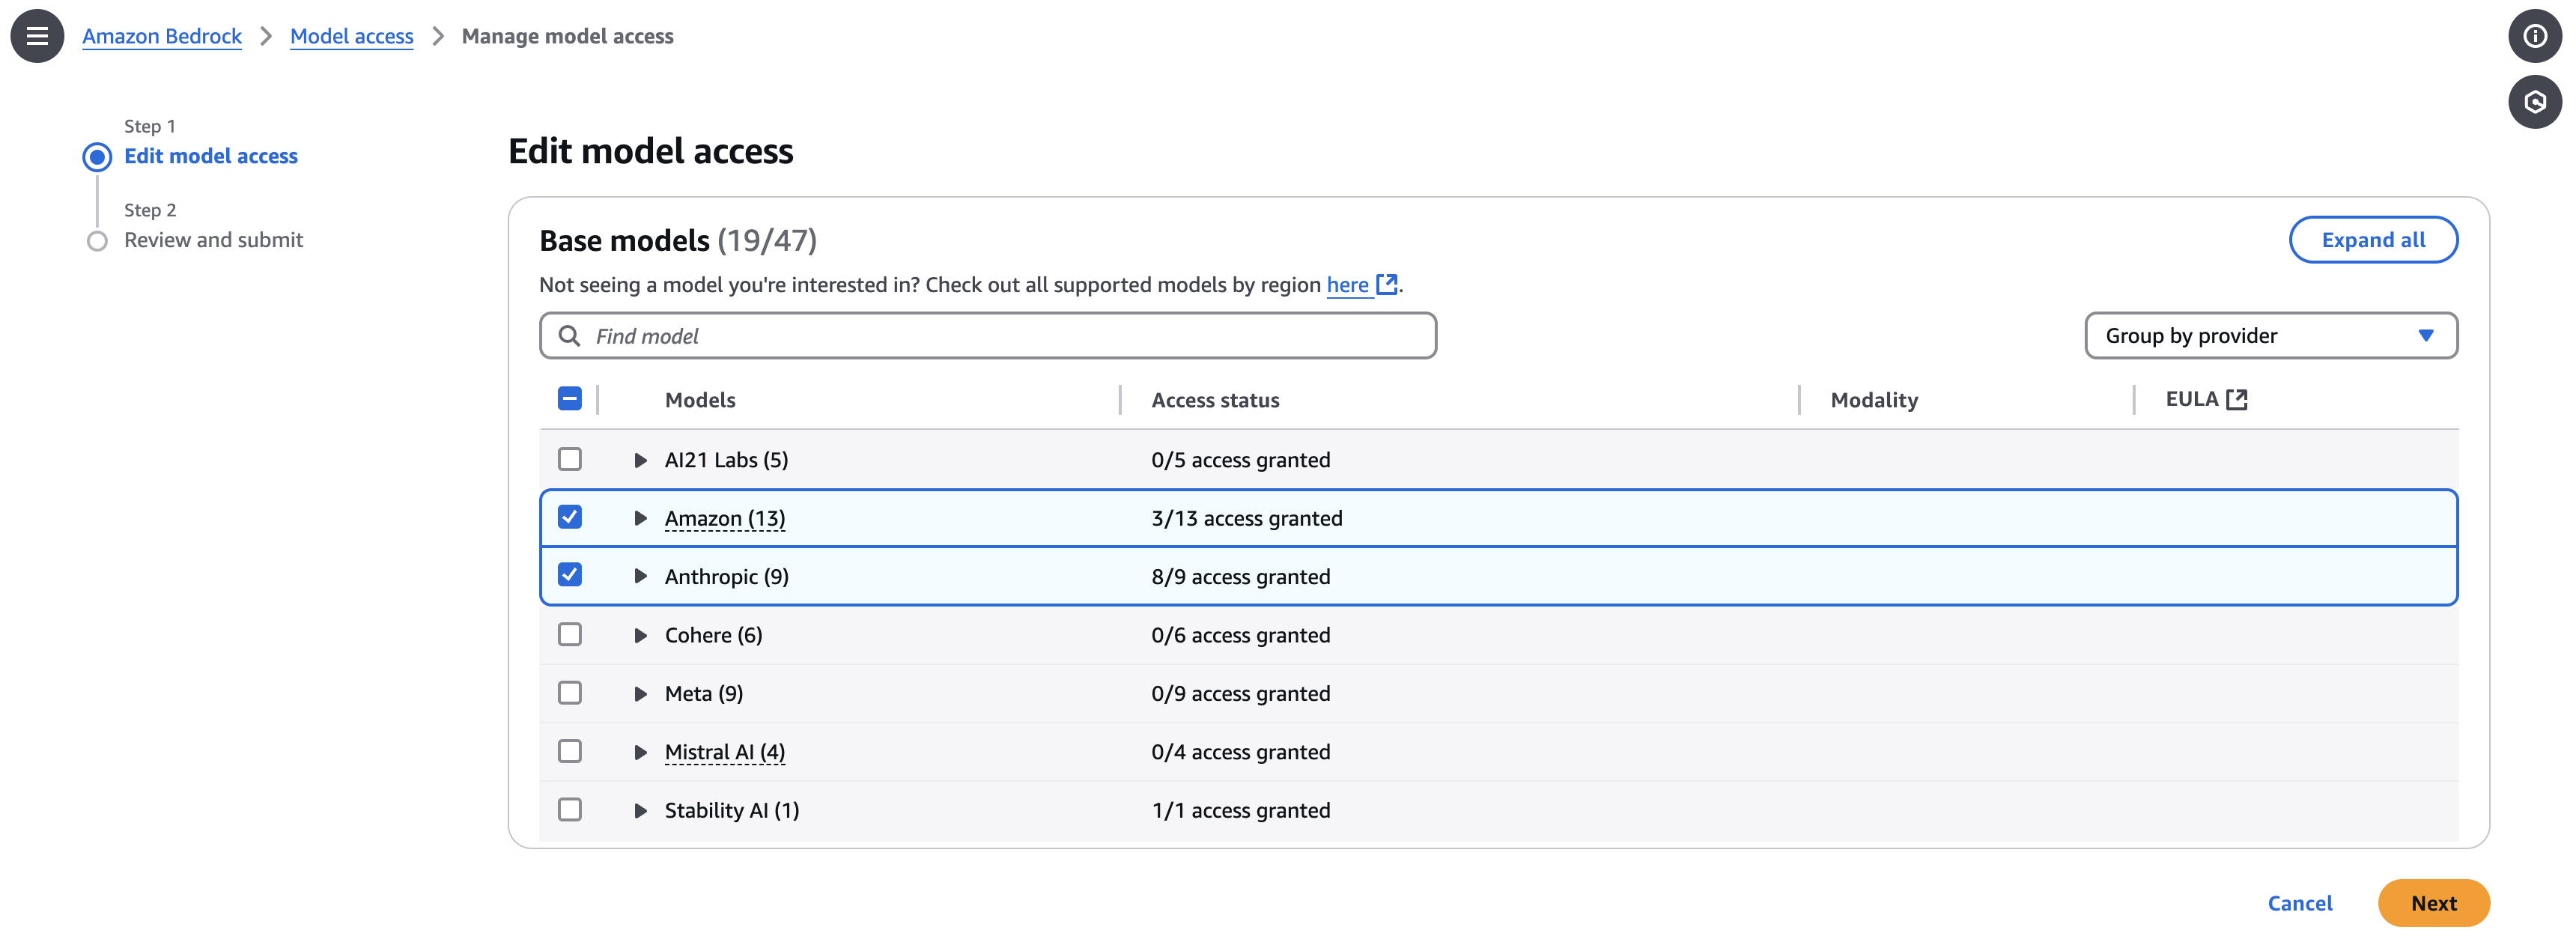 Amazon Bedrock > Model access > Manage model access
Step 1
Edit model access
Step 2
Review and submit
Edit model access
Base models (19/47)
Expand all
Not seeing a model you're interested in? Check out all supported models by region here.
Find model
Group by provider
Models Access status Modality EULA
AI21 Labs (5) 0/5 access granted
Amazon (13) 3/13 access granted
Anthropic (9) 8/9 access granted
Cohere (6) 0/6 access granted
Meta (9) 0/9 access granted
Mistral AI (4) 0/4 access granted
Stability AI (1) 1/1 access granted
Cancel Next